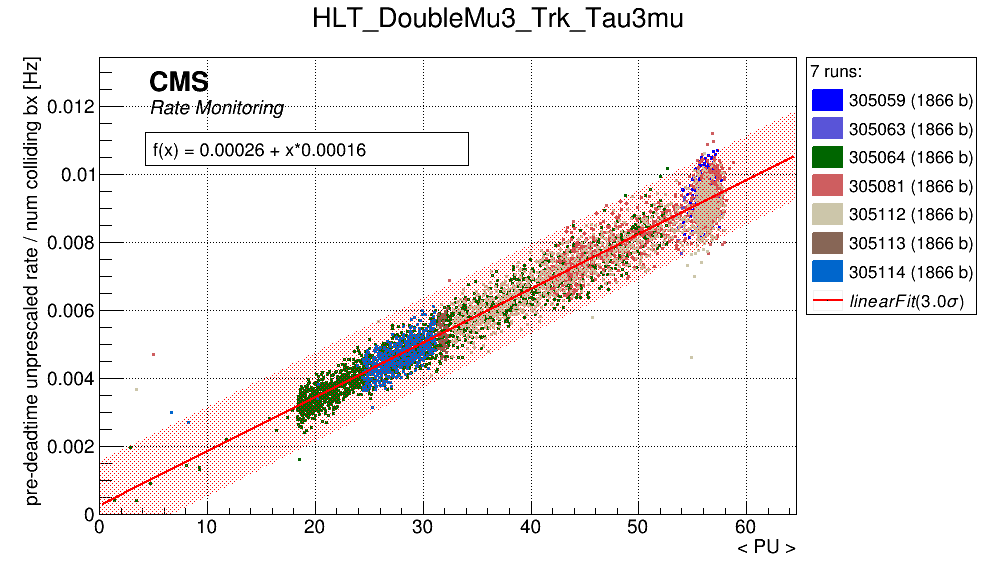 HLT_DoubleMu3_Trk_Tau3mu
pre-deadtime unprescaled rate / num colliding bx [Hz]
CMS
Rate Monitoring
f(x) = 0.00026 + x*0.00016
0.012
0.01
0.008
0.006
0.004
0.002
0
0 10 20 30 40 50 60
< PU >
7 runs:
305059 (1866 b)
305063 (1866 b)
305064 (1866 b)
305081 (1866 b)
305112 (1866 b)
305113 (1866 b)
305114 (1866 b)
linearFit(3.0σ)